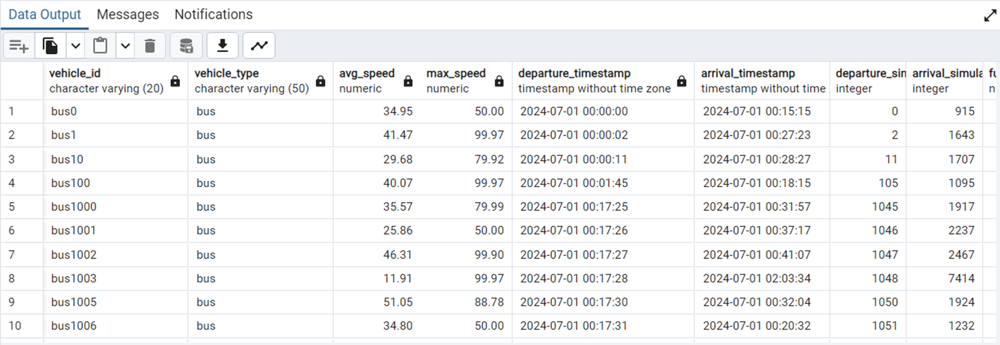 Data Output Messages Notifications
vehicle_id vehicle_type avg_speed max_speed departure_timestamp arrival_timestamp departure_sin arrival_simula fu
character varying (20) character varying (50) numeric numeric timestamp without time zone timestamp without time integer integer n
1 bus0 bus 34.95 50.00 2024-07-01 00:00:00 2024-07-01 00:15:15 0 915
2 bus1 bus 41.47 99.97 2024-07-01 00:00:02 2024-07-01 00:27:23 2 1643
3 bus10 bus 29.68 79.92 2024-07-01 00:00:11 2024-07-01 00:28:27 11 1707
4 bus100 bus 40.07 99.97 2024-07-01 00:01:45 2024-07-01 00:18:15 105 1095
5 bus1000 bus 35.57 79.99 2024-07-01 00:17:25 2024-07-01 00:31:57 1045 1917
6 bus1001 bus 25.86 50.00 2024-07-01 00:17:26 2024-07-01 00:37:17 1046 2237
7 bus1002 bus 46.31 99.90 2024-07-01 00:17:27 2024-07-01 00:41:07 1047 2467
8 bus1003 bus 11.91 99.97 2024-07-01 00:17:28 2024-07-01 02:03:34 1048 7414
9 bus1005 bus 51.05 88.78 2024-07-01 00:17:30 2024-07-01 00:32:04 1050 1924
10 bus1006 bus 34.80 50.00 2024-07-01 00:17:31 2024-07-01 00:20:32 1051 1232